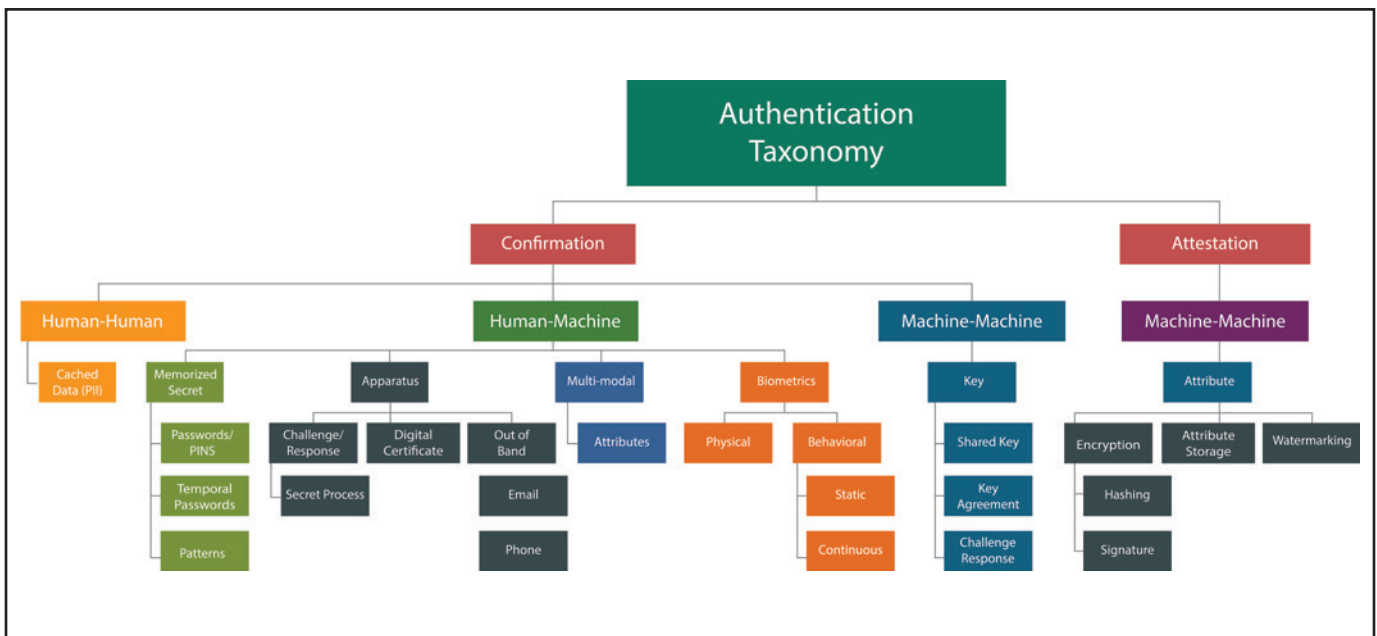 Authentication
Taxonomy
Confirmation
Attestation
Human-Human
Human-Machine
Machine-Machine
Machine-Machine
Cached
Data (PII)
Memorized
Secret
Apparatus
Multi-modal
Biometrics
Key
Attribute
Passwords/
PINS
Challenge/
Response
Digital
Certificate
Out of
Band
Attributes
Physical
Behavioral
Shared Key
Encryption
Attribute
Storage
Watermarking
Temporal
Passwords
Secret Process
Email
Static
Key
Agreement
Hashing
Patterns
Phone
Continuous
Challenge
Response
Signature